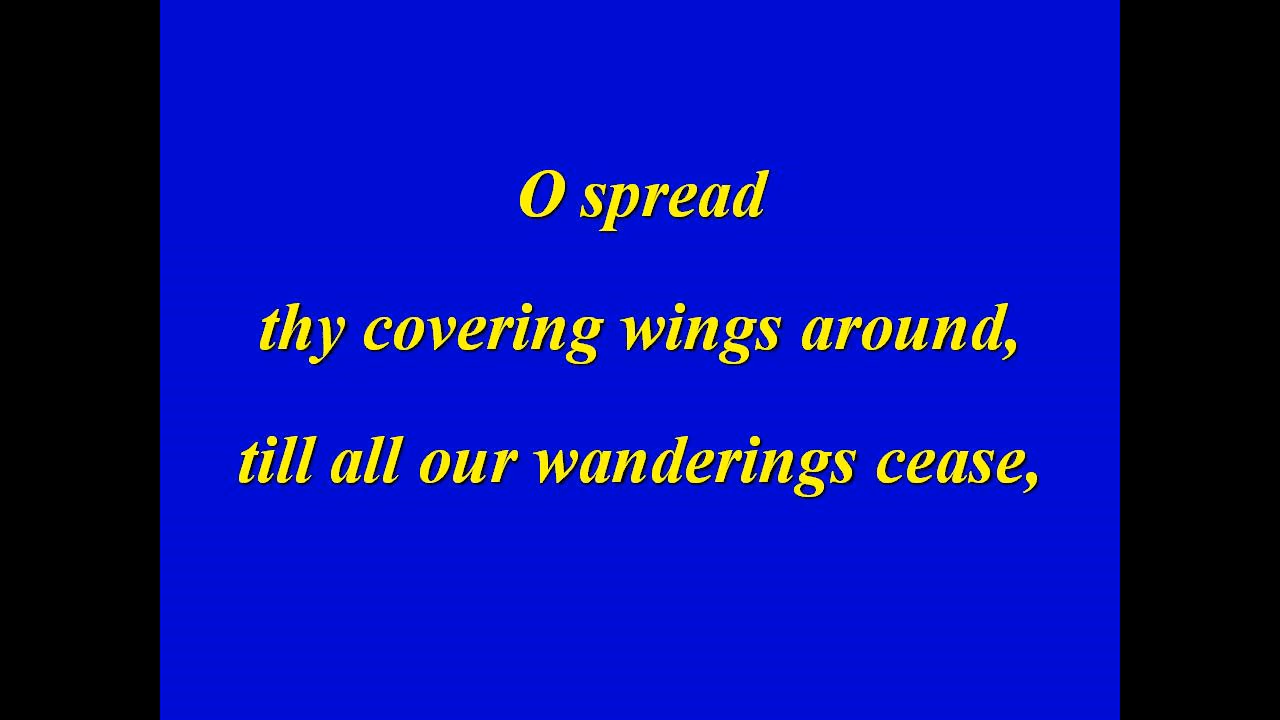 O spread
thy covering wings around,
till all our wanderings cease,